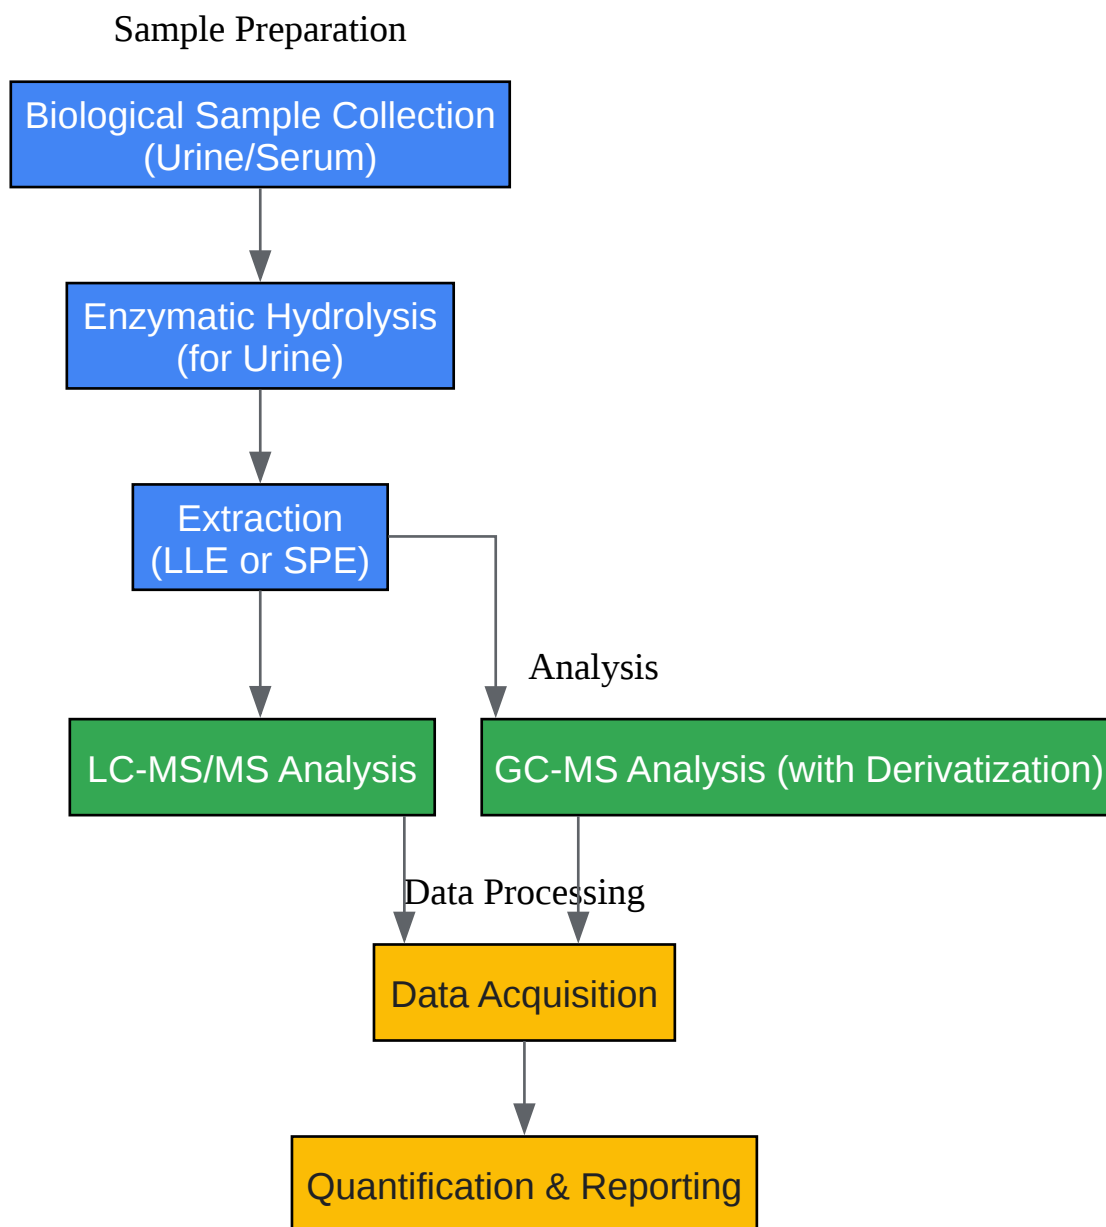 Sample Preparation
Biological Sample Collection
(Urine/Serum)
Enzymatic Hydrolysis
(for Urine)
Extraction
(LLE or SPE)
Analysis
LC-MS/MS Analysis
GC-MS Analysis (with Derivatization)
Data Processing
Data Acquisition
Quantification & Reporting